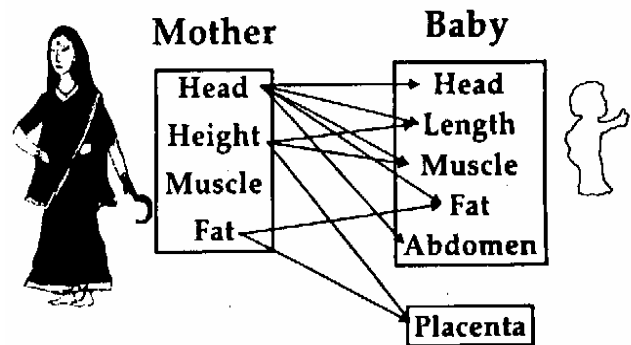 Mother
Head
Height
Muscle
Fat
Baby
Head
Length
Muscle
Fat
Abdomen
Placenta